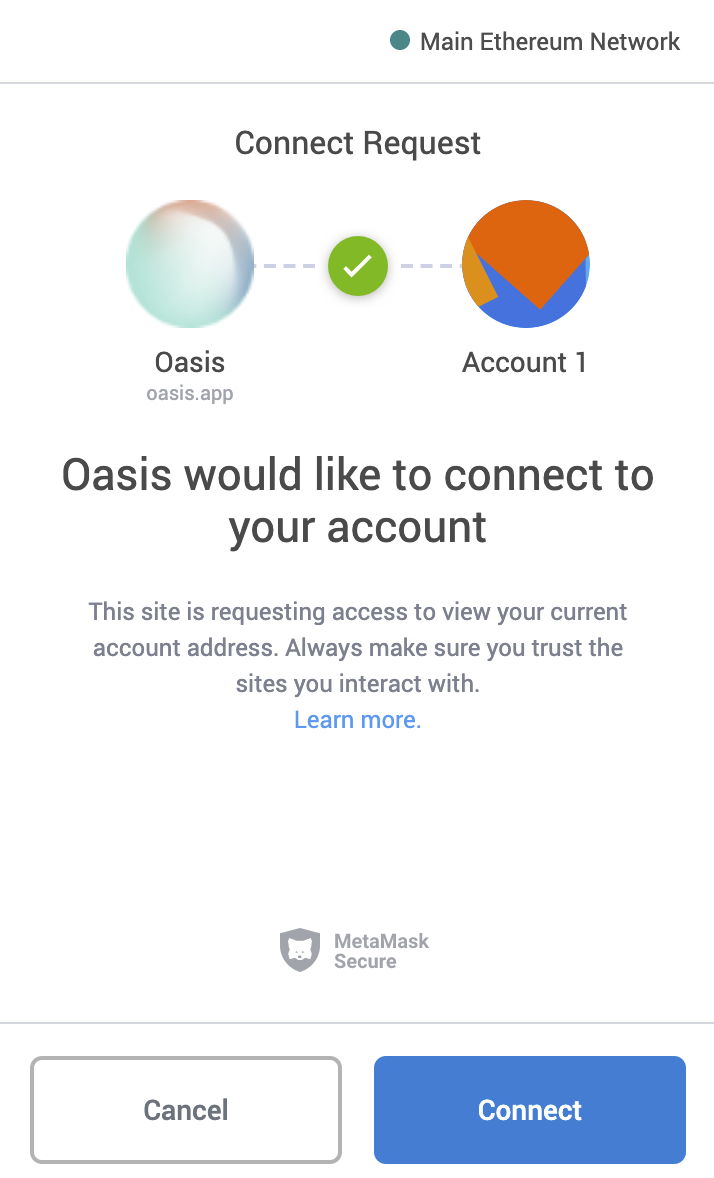 Main Ethereum Network
Connect Request
Oasis
oasis.app
Account 1
Oasis would like to connect to
your account
This site is requesting access to view your current
account address. Always make sure you trust the
sites you interact with.
Learn more.
MetaMask
Secure
Cancel
Connect